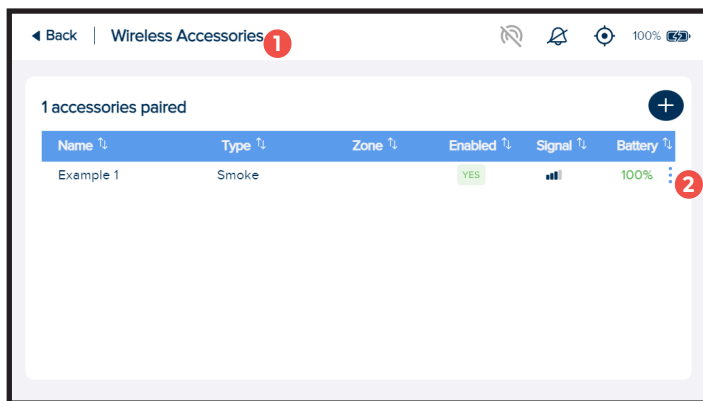 Back Wireless Accessories 1 100%
1 accessories paired
Name Type Zone Enabled Signal Battery
Example 1 Smoke YES 100% 2